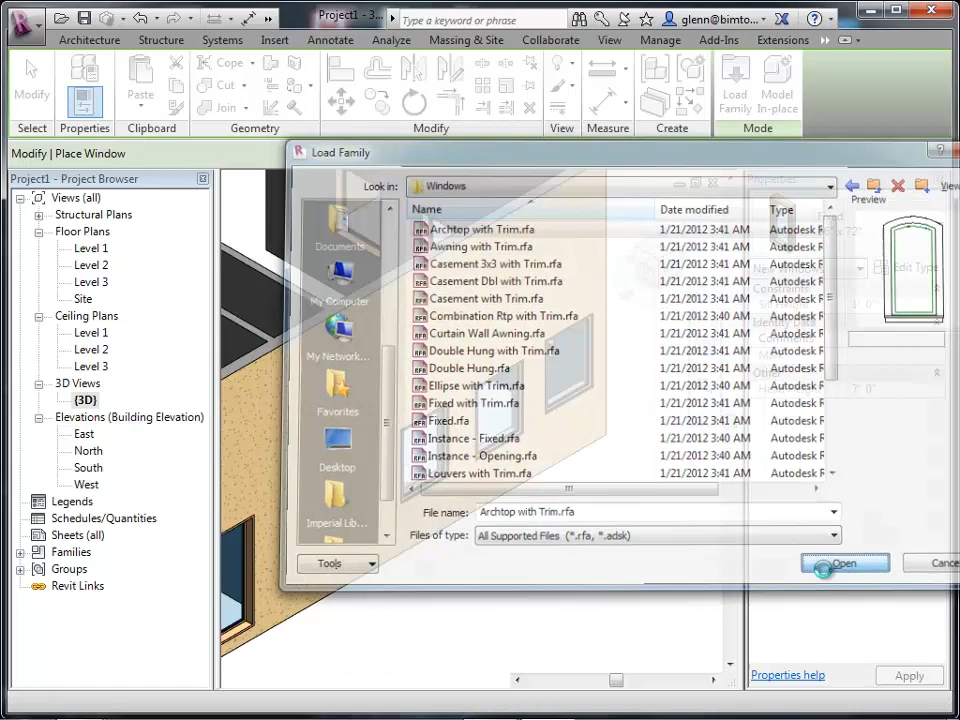 Project1 - 3...
Type a keyword or phrase
glenn@bimto...
Architecture Structure Systems Insert Annotate Analyze Massing & Site Collaborate View Manage Add-Ins Extensions
Modify
Paste
Cope
Cut
Join
Load Family
Model In-place
Select Properties Clipboard Geometry Modify View Measure Create Mode
Modify | Place Window
Project1 - Project Browser
Views (all)
Structural Plans
Floor Plans
Level 1
Level 2
Level 3
Site
Ceiling Plans
Level 1
Level 2
Level 3
3D Views
{3D}
Elevations (Building Elevation)
East
North
South
West
Legends
Schedules/Quantities
Sheets (all)
Families
Groups
Revit Links
Load Family
Look in: Windows
View
Preview
Name Date modified Type
Archtop with Trim.rfa 1/21/2012 3:41 AM Autodesk R
Awning with Trim.rfa 1/21/2012 3:41 AM Autodesk R
Casement 3x3 with Trim.rfa 1/21/2012 3:41 AM Autodesk R
Casement Dbl with Trim.rfa 1/21/2012 3:41 AM Autodesk R
Casement with Trim.rfa 1/21/2012 3:41 AM Autodesk R
Combination Rtp with Trim.rfa 1/21/2012 3:40 AM Autodesk R
Curtain Wall Awning.rfa 1/21/2012 3:41 AM Autodesk R
Double Hung with Trim.rfa 1/21/2012 3:41 AM Autodesk R
Double Hung.rfa 1/21/2012 3:41 AM Autodesk R
Ellipse with Trim.rfa 1/21/2012 3:40 AM Autodesk R
Fixed with Trim.rfa 1/21/2012 3:41 AM Autodesk R
Fixed.rfa 1/21/2012 3:41 AM Autodesk R
Instance - Fixed.rfa 1/21/2012 3:40 AM Autodesk R
Instance - Opening.rfa 1/21/2012 3:40 AM Autodesk R
Louvers with Trim.rfa 1/21/2012 3:41 AM Autodesk R
Documents
My Computer
My Network...
Favorites
Desktop
Imperial Lib...
File name: Archtop with Trim.rfa
Files of type: All Supported Files (*.rfa, *.adsk)
Tools
Open
Cance
Properties
Edit Type
Constraints
Identity Data
Comments
Other
Properties help
Apply